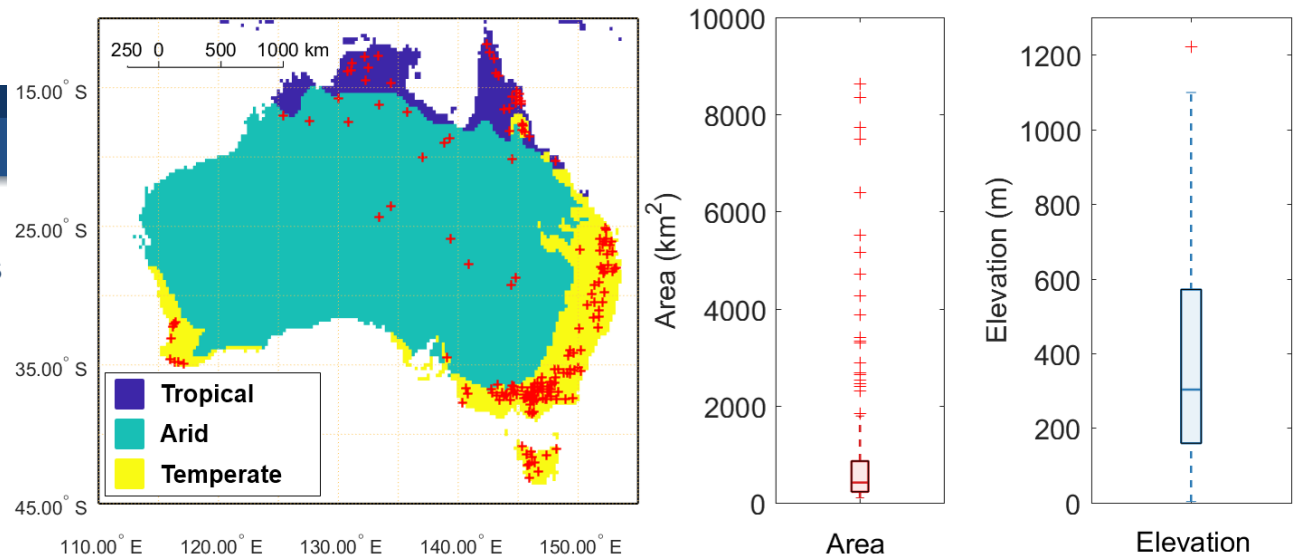 250 0 500 1000 km
15.00° S
25.00° S
35.00° S
45.00° S
110.00° E 120.00° E 130.00° E 140.00° E 150.00° E
Tropical
Arid
Temperate
Area (km²)
10000
8000
6000
4000
2000
0
Area
Elevation (m)
1200
1000
800
600
400
200
0
Elevation